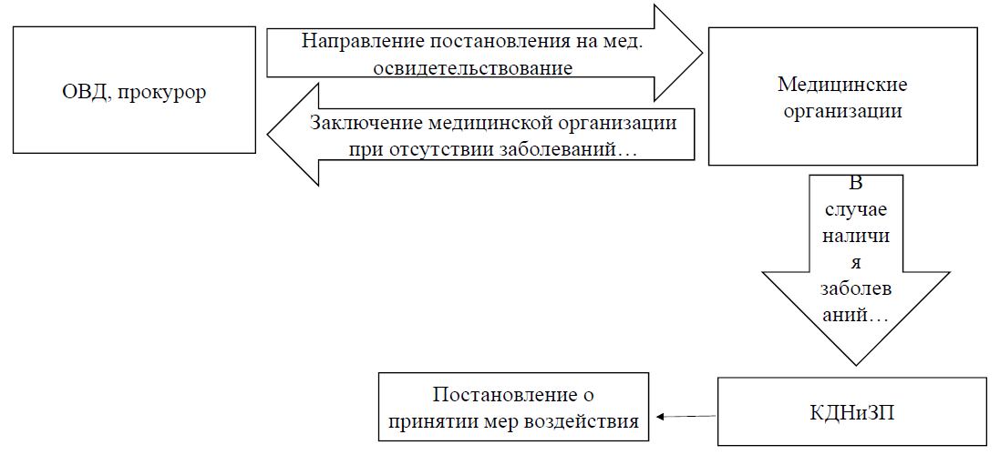 ОВД, прокурор
Направление постановления на мед.
освидетельствование
Заключение медицинской организации
при отсутствии заболеваний…
Медицинские
организации
В
случае
наличи
я
заболев
аний…
КДНиЗП
Постановление о
принятии мер воздействия